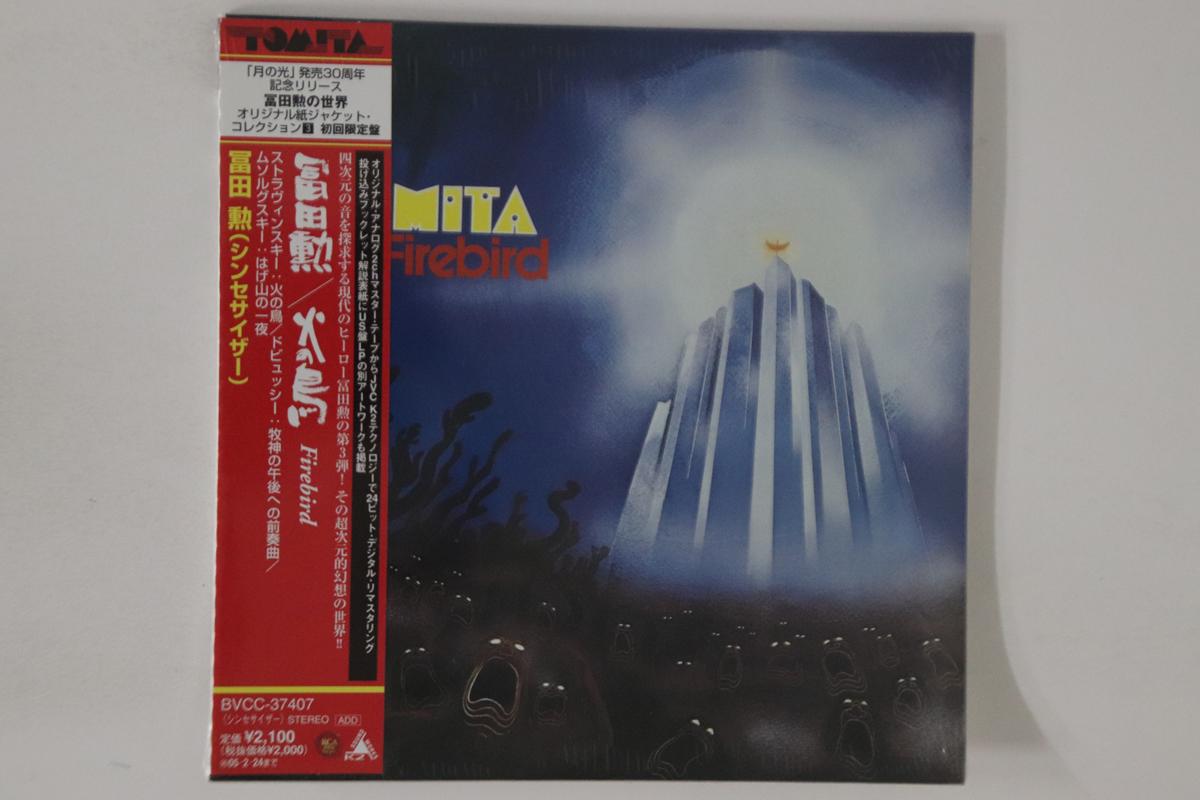 TOMITA
「月の光」発売30周年
記念リリース
冨田勲の世界
オリジナル紙ジャケット・
コレクション3 初回限定盤
オリジナル・アナログ2chマスター・テープからJVC K2テクノロジーで24ビット・デジタル・リマスタリング
投げ込みブックレット解説表紙にUS盤LPの別アートワークも掲載
四次元の音を探求する現代のヒーロー冨田勲の第3弾！その超次元的幻想の世界!!
冨田勲／火の鳥 Firebird
ストラヴィンスキー：火の鳥／ドビュッシー：牧神の午後への前奏曲／
ムソルグスキー：はげ山の一夜
冨田 勲（シンセサイザー）
BVCC-37407
（シンセサイザー） STEREO ADD
定価¥2,100
（税抜価格¥2,000）
05・2・24まで
K2
MITA
Firebird